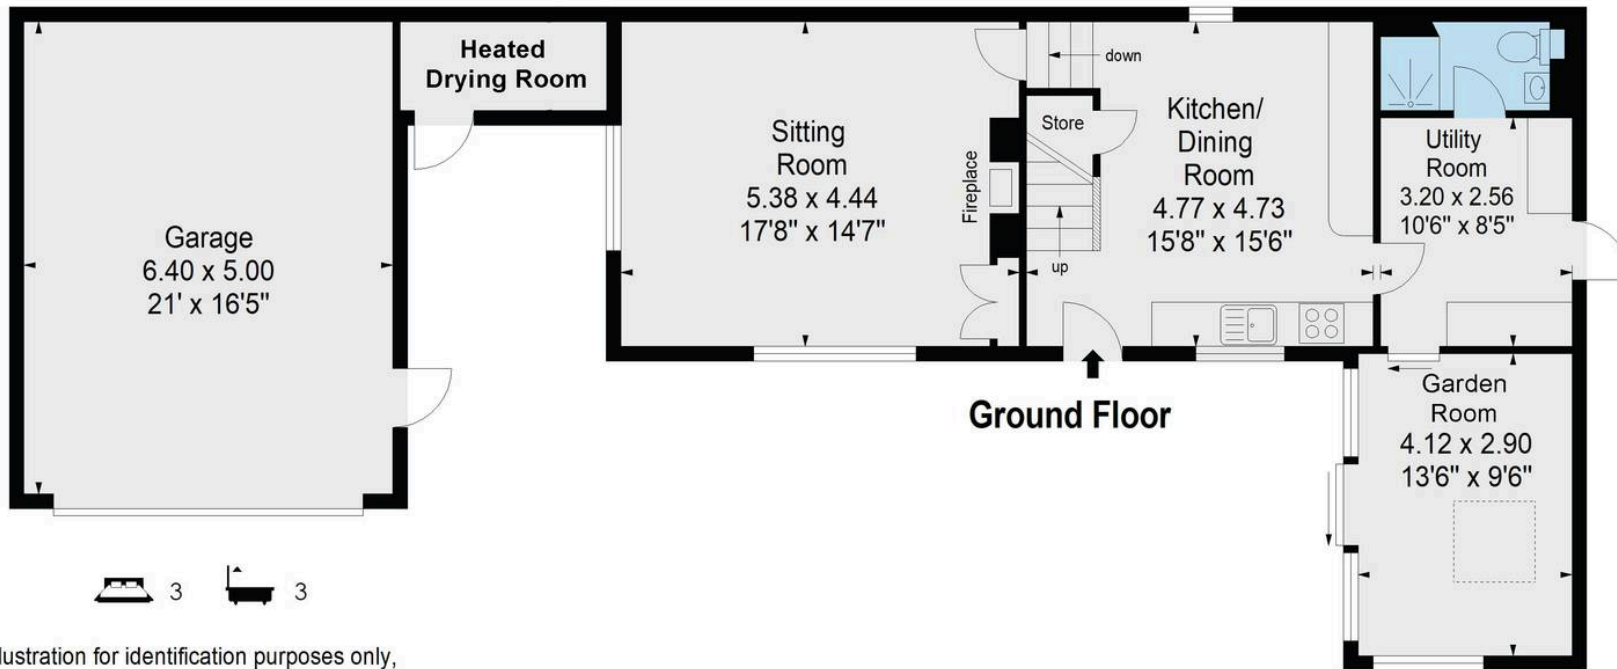 Heated
Drying Room
Garage
6.40 x 5.00
21' x 16'5"
Sitting
Room
5.38 x 4.44
17'8" x 14'7"
Fireplace
down
Store
up
Kitchen/
Dining
Room
4.77 x 4.73
15'8" x 15'6"
Utility
Room
3.20 x 2.56
10'6" x 8'5"
Ground Floor
Garden
Room
4.12 x 2.90
13'6" x 9'6"
3
3
lustration for identification purposes only,